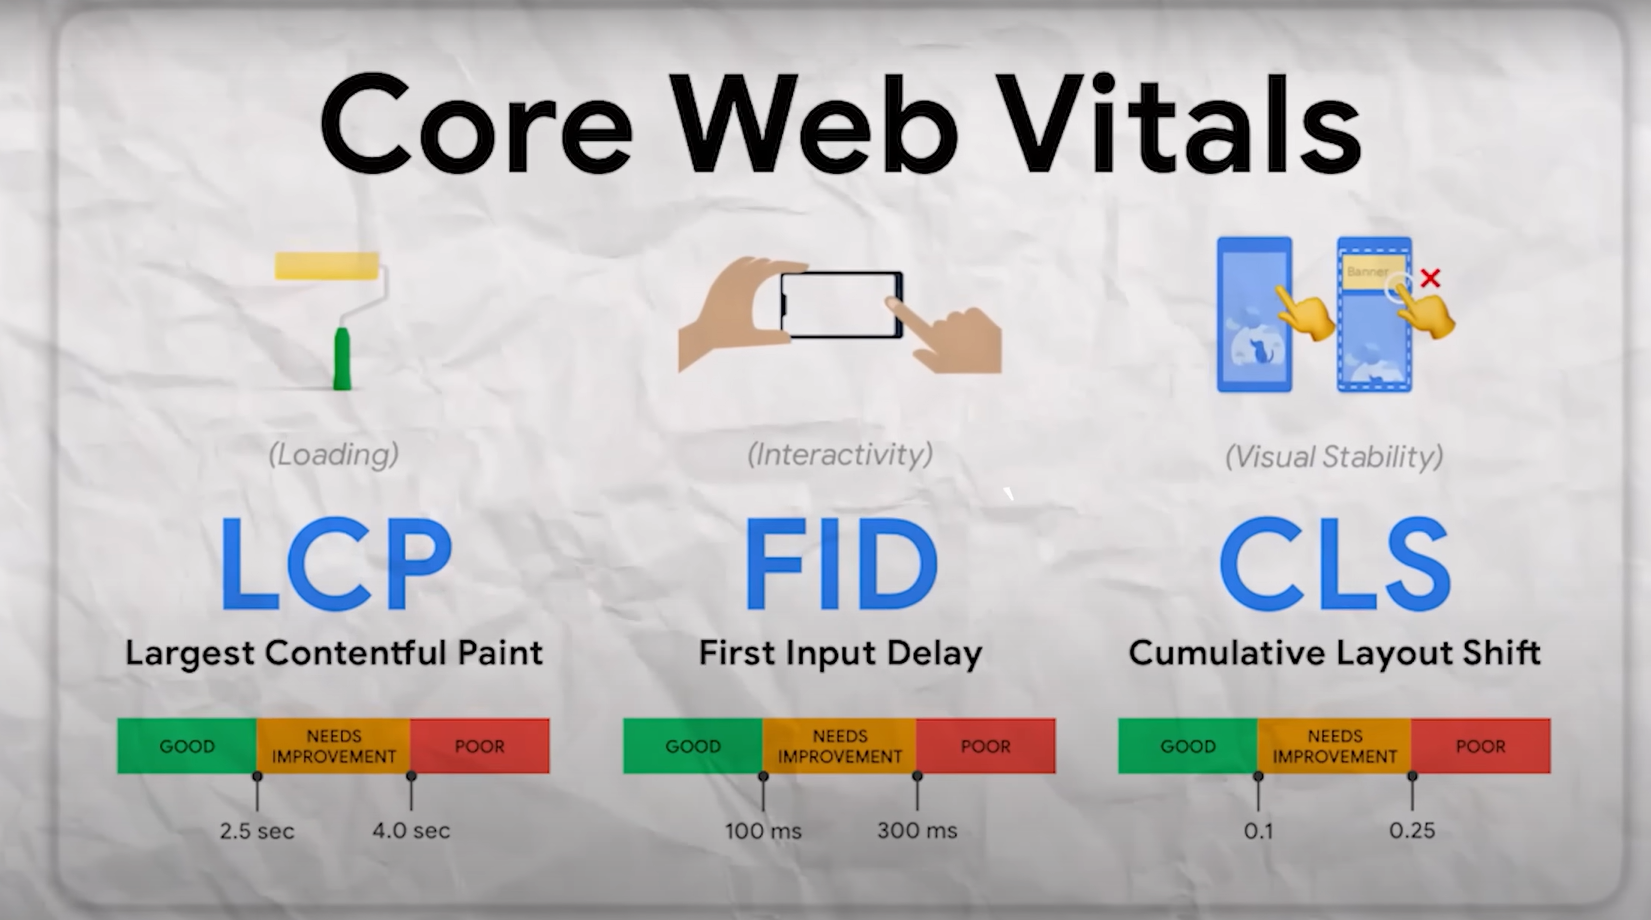 Core Web Vitals
Banner
(Loading)
(Interactivity)
(Visual Stability)
LCP
FID
CLS
Largest Contentful Paint
First Input Delay
Cumulative Layout Shift
GOOD
NEEDS
IMPROVEMENT
POOR
2.5 sec
4.0 sec
GOOD
NEEDS
IMPROVEMENT
POOR
100 ms
300 ms
GOOD
NEEDS
IMPROVEMENT
POOR
0.1
0.25